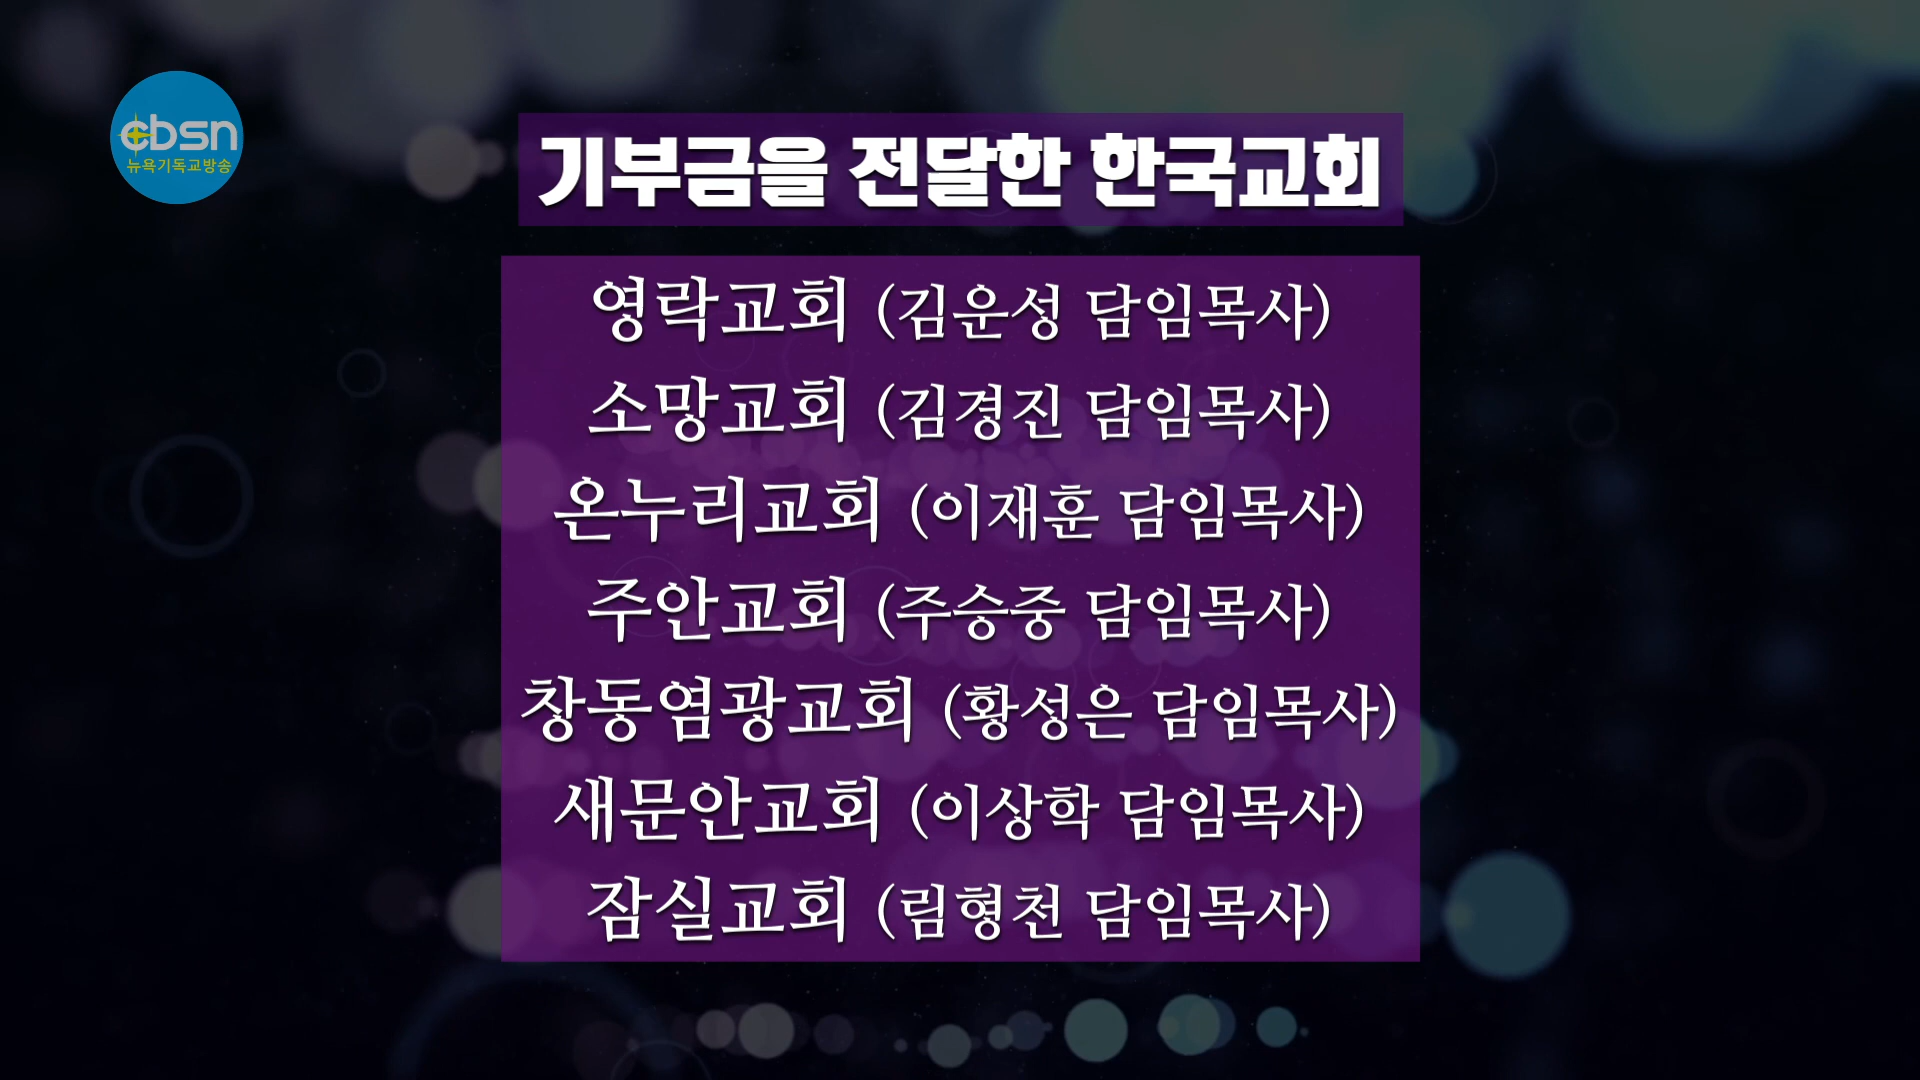 cbsn
뉴욕기독교방송
기부금을 전달한 한국교회
영락교회 (김운성 담임목사)
소망교회 (김경진 담임목사)
온누리교회 (이재훈 담임목사)
주안교회 (주승중 담임목사)
창동염광교회 (황성은 담임목사)
새문안교회 (이상학 담임목사)
잠실교회 (림형천 담임목사)